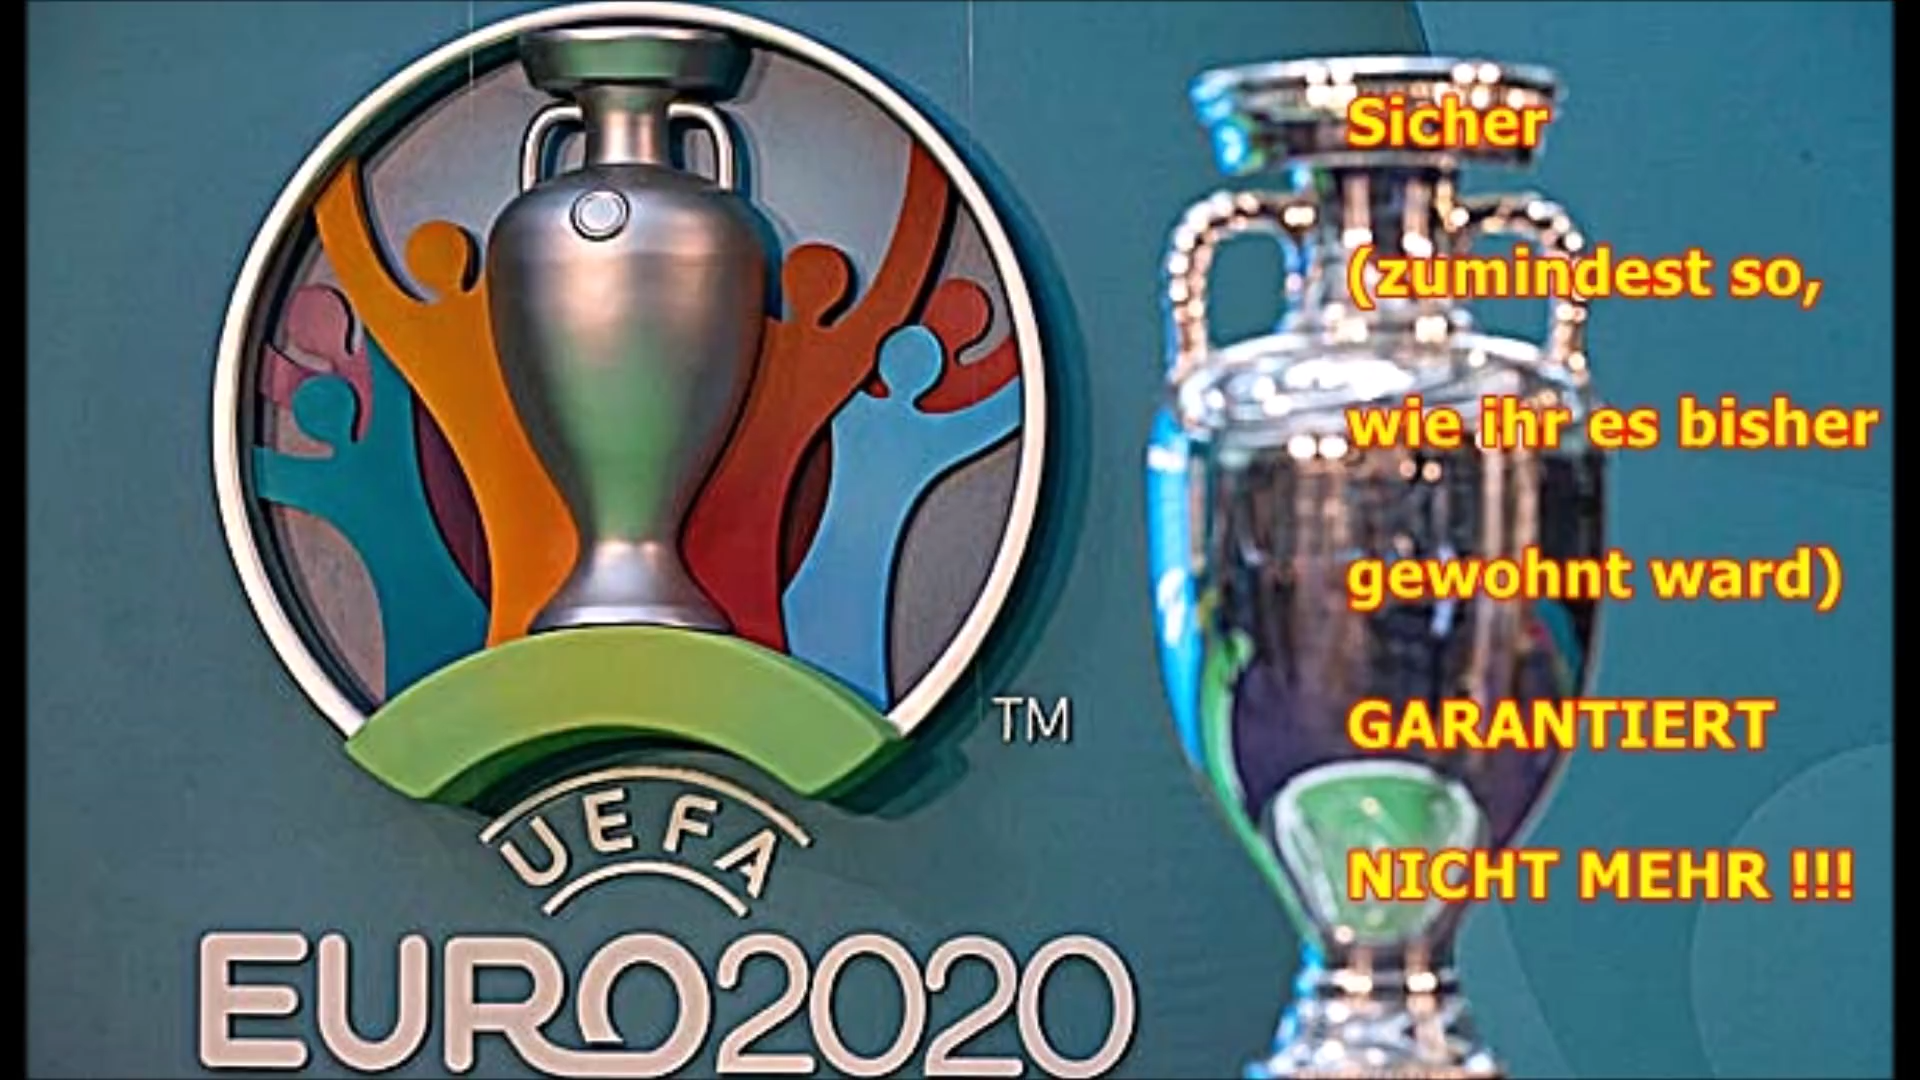 TM
UEFA
EURO2020
Sicher
(zumindest so,
wie ihr es bisher
gewohnt ward)
GARANTIERT
NICHT MEHR !!!